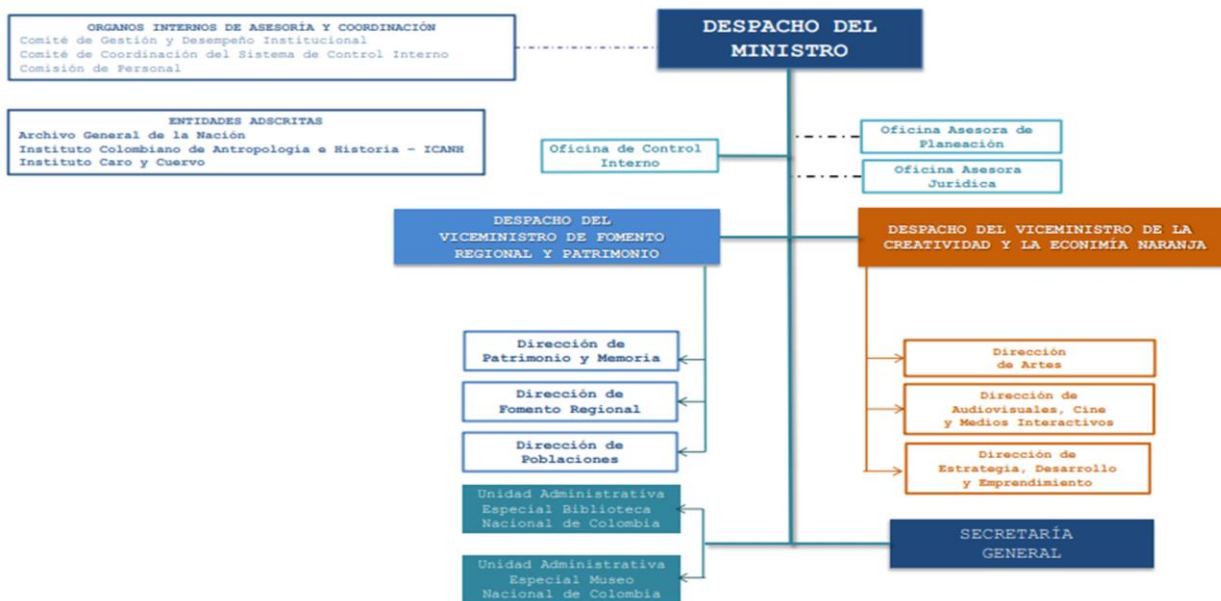 ORGANOS INTERNOS DE ASESORÍA Y COORDINACIÓN
Comité de Gestión y Desempeño Institucional
Comité de Coordinación del Sistema de Control Interno
Comisión de Personal
DESPACHO DEL
MINISTRO
ENTIDADES ADSCRITAS
Archivo General de la Nación
Instituto Colombiano de Antropología e Historia – ICANH
Instituto Caro y Cuervo
Oficina de Control
Interno
Oficina Asesora de
Planeación
Oficina Asesora
Jurídica
DESPACHO DEL
VICEMINISTRO DE FOMENTO
REGIONAL Y PATRIMONIO
DESPACHO DEL VICEMINISTRO DE LA
CREATIVIDAD Y LA ECONOMÍA NARANJA
Dirección de
Patrimonio y Memoria
Dirección de
Fomento Regional
Dirección de
Poblaciones
Dirección
de Artes
Dirección de
Audiovisuales, Cine
y Medios Interactivos
Dirección de
Estrategia, Desarrollo
y Emprendimiento
Unidad Administrativa
Especial Biblioteca
Nacional de Colombia
Unidad Administrativa
Especial Museo
Nacional de Colombia
SECRETARÍA
GENERAL